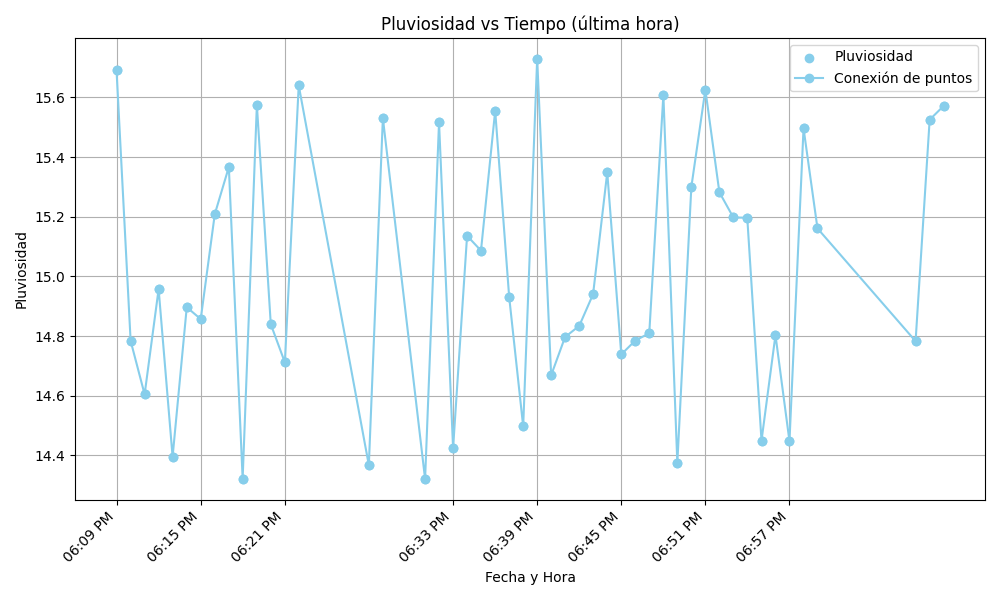 Pluviosidad vs Tiempo (última hora)
Pluviosidad
Conexión de puntos
Pluviosidad
15.6
15.4
15.2
15.0
14.8
14.6
14.4
06:09 PM
06:15 PM
06:21 PM
06:33 PM
06:39 PM
06:45 PM
06:51 PM
06:57 PM
Fecha y Hora